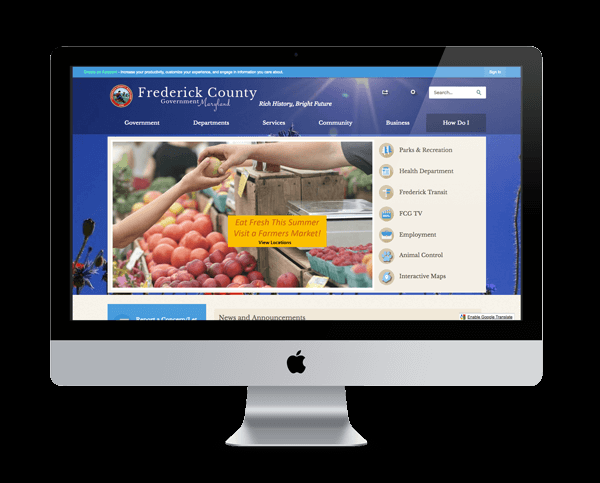 Create an Account - Increase your productivity, customize your experience, and engage in information you care about.
Sign In
Frederick County
Government Maryland
Rich History, Bright Future
Search...
Government
Departments
Services
Community
Business
How Do I
Eat Fresh This Summer
Visit a Farmers Market!
View Locations
Parks & Recreation
Health Department
Frederick Transit
FCG TV
Employment
Animal Control
Interactive Maps
Report a Concern/Let
News and Announcements
Enable Google Translate